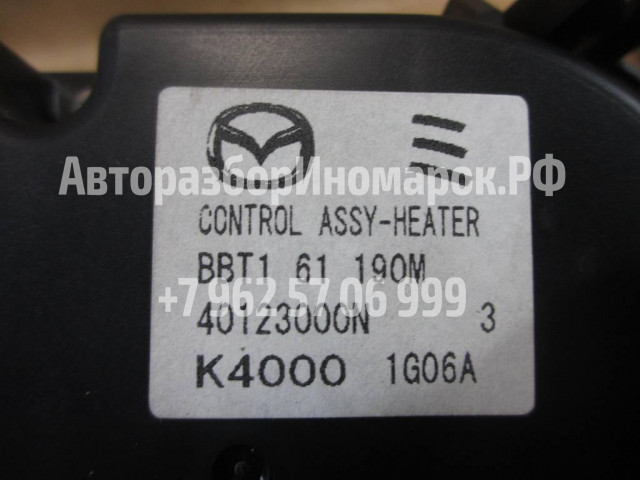 АвторазборИномарок.РФ
CONTROL ASSY-HEATER
BBT1 61 190M
+7 962 57 06 999
40123000N 3
K4000 1G06A